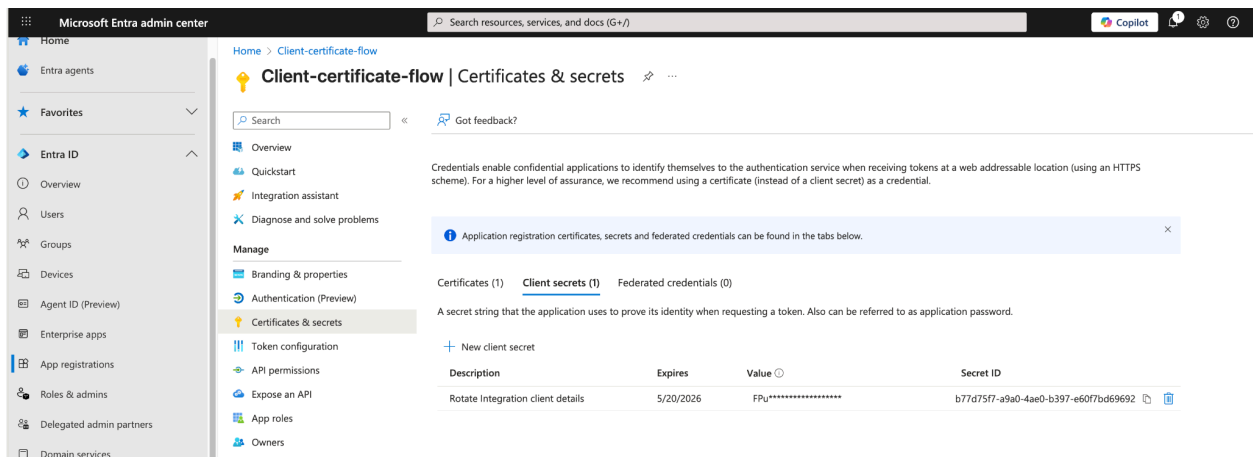 Microsoft Entra admin center
Search resources, services, and docs (G+/)
Copilot
1
Home
Entra agents
Favorites
Entra ID
Overview
Users
Groups
Devices
Agent ID (Preview)
Enterprise apps
App registrations
Roles & admins
Delegated admin partners
Domain services
Home > Client-certificate-flow
Client-certificate-flow | Certificates & secrets
Search
Overview
Quickstart
Integration assistant
Diagnose and solve problems
Manage
Branding & properties
Authentication (Preview)
Certificates & secrets
Token configuration
API permissions
Expose an API
App roles
Owners
Got feedback?
Credentials enable confidential applications to identify themselves to the authentication service when receiving tokens at a web addressable location (using an HTTPS
scheme). For a higher level of assurance, we recommend using a certificate (instead of a client secret) as a credential.
Application registration certificates, secrets and federated credentials can be found in the tabs below.
Certificates (1) Client secrets (1) Federated credentials (0)
A secret string that the application uses to prove its identity when requesting a token. Also can be referred to as application password.
New client secret
Description Expires Value Secret ID
Rotate Integration client details 5/20/2026 FPu****************** b77d75f7-a9a0-4ae0-b397-e60f7bd69692